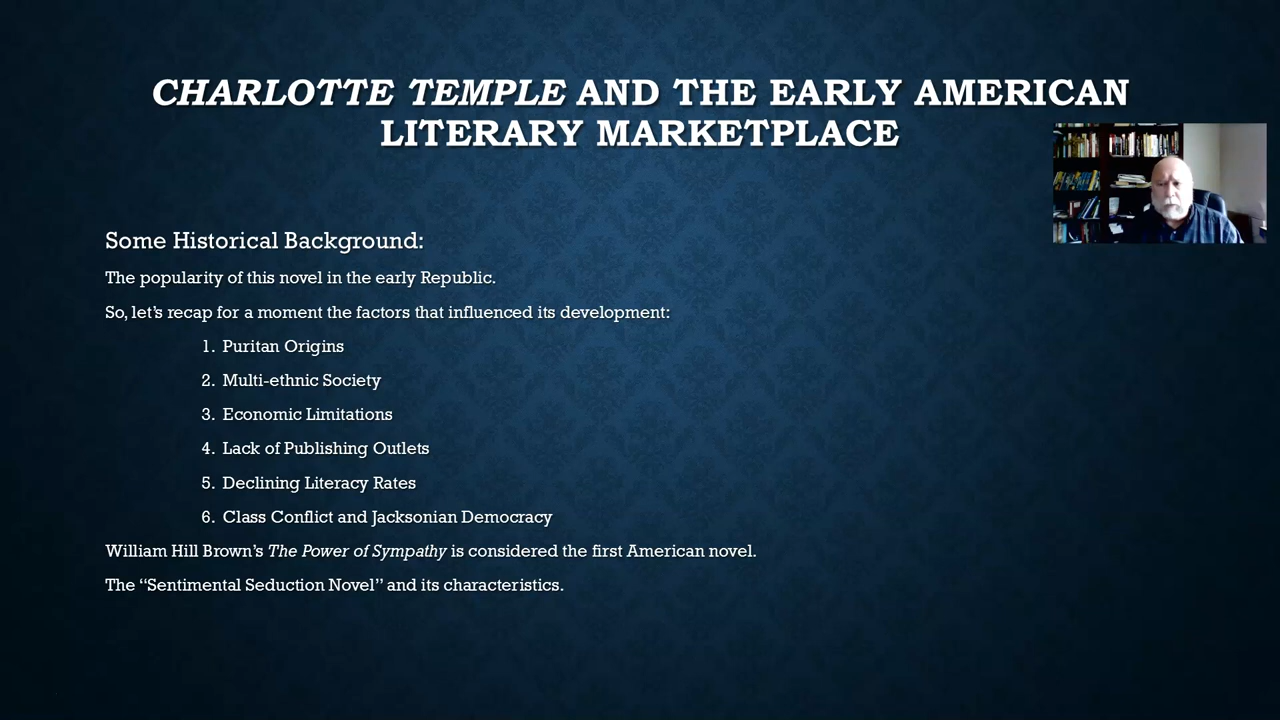 CHARLOTTE TEMPLE AND THE EARLY AMERICAN
LITERARY MARKETPLACE
Some Historical Background:
The popularity of this novel in the early Republic.
So, let’s recap for a moment the factors that influenced its development:
1. Puritan Origins
2. Multi-ethnic Society
3. Economic Limitations
4. Lack of Publishing Outlets
5. Declining Literacy Rates
6. Class Conflict and Jacksonian Democracy
William Hill Brown’s The Power of Sympathy is considered the first American novel.
The “Sentimental Seduction Novel” and its characteristics.